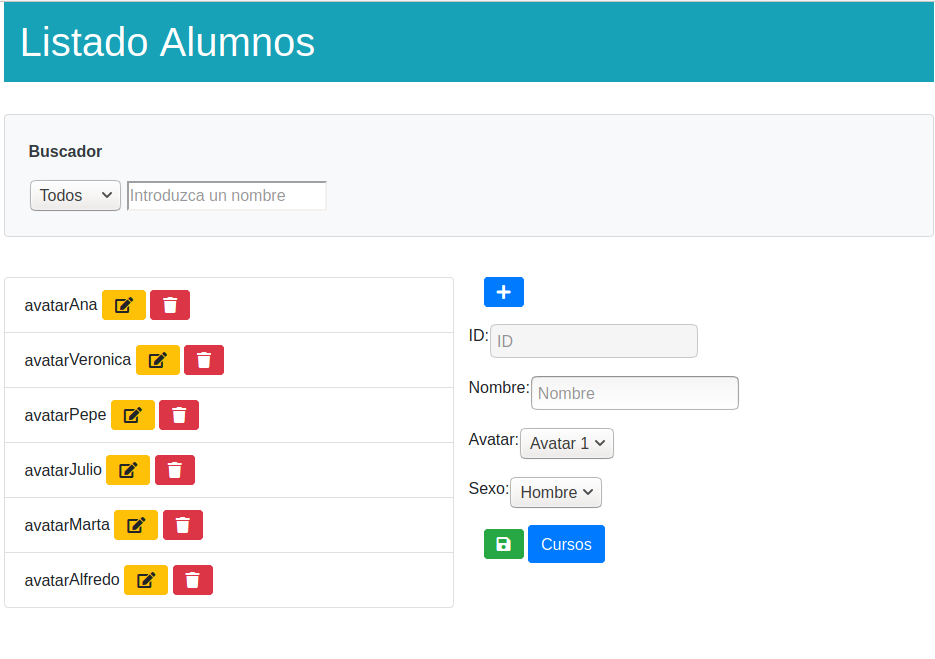 Listado Alumnos
Buscador
Todos Introduzca un nombre
avatarAna
avatarVeronica
avatarPepe
avatarJulio
avatarMarta
avatarAlfredo
ID: ID
Nombre: Nombre
Avatar: Avatar 1
Sexo: Hombre
Cursos